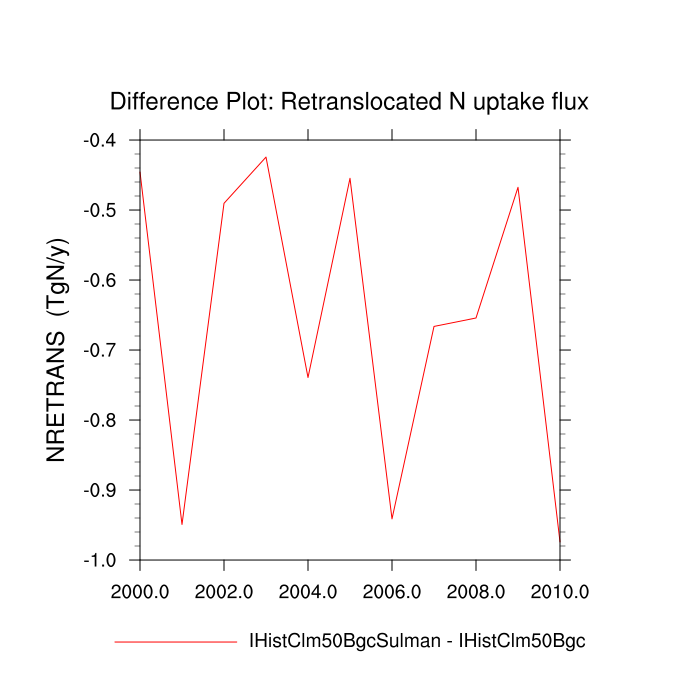 Difference Plot: Retranslocated N uptake flux
NRETRANS (TgN/y)
-0.4
-0.5
-0.6
-0.7
-0.8
-0.9
-1.0
2000.0 2002.0 2004.0 2006.0 2008.0 2010.0
IHistClm50BgcSulman - IHistClm50Bgc